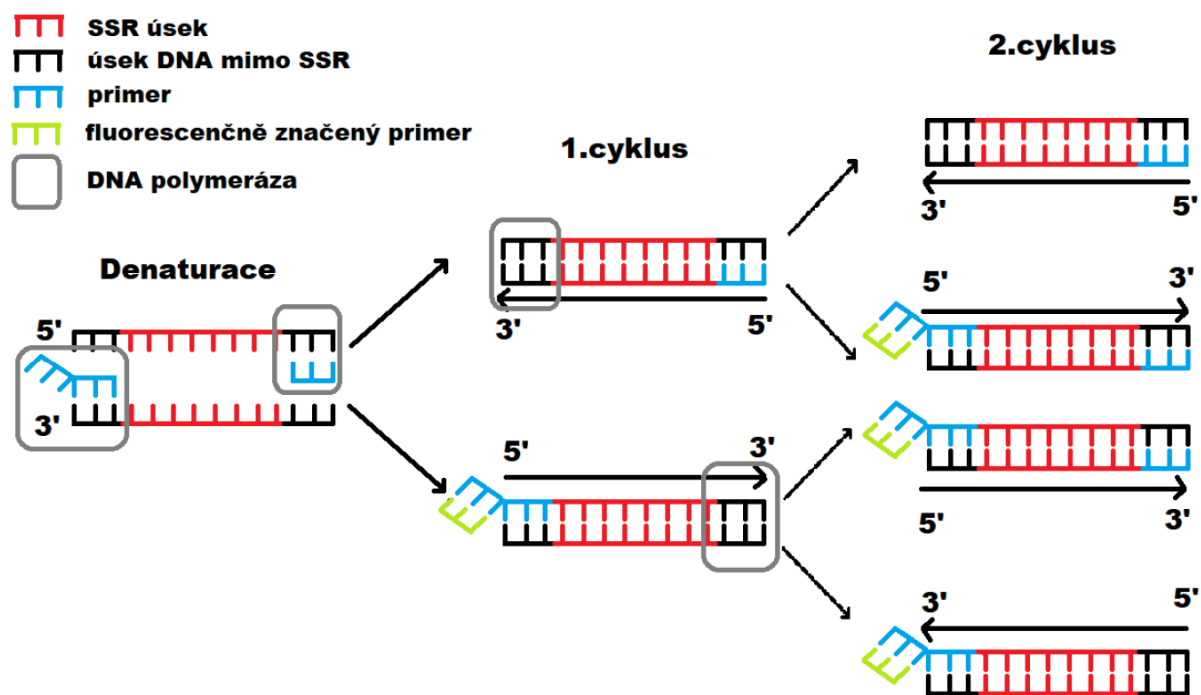 SSR úsek
úsek DNA mimo SSR
primer
fluorescenčně značený primer
DNA polymeráza
Denaturace
5'
3'
1.cyklus
3'
5'
5'
3'
2.cyklus
3'
5'
5'
3'
5'
3'
3'
5'